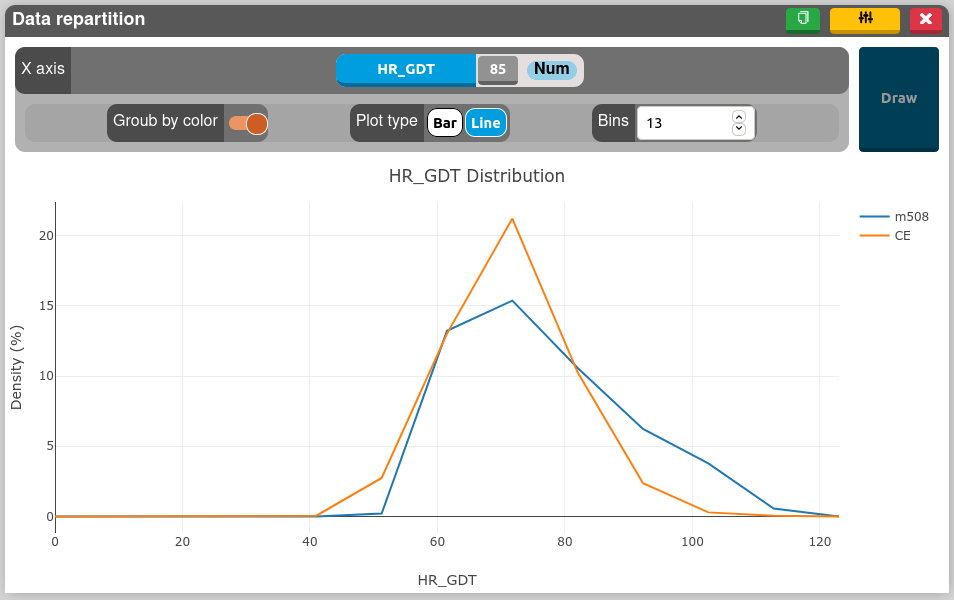 Data repartition
X axis
HR_GDT
85
Num
Draw
Groub by color
Plot type
Bar
Line
Bins
13
HR_GDT Distribution
m508
CE
20
15
10
5
0
Density (%)
0 20 40 60 80 100 120
HR_GDT